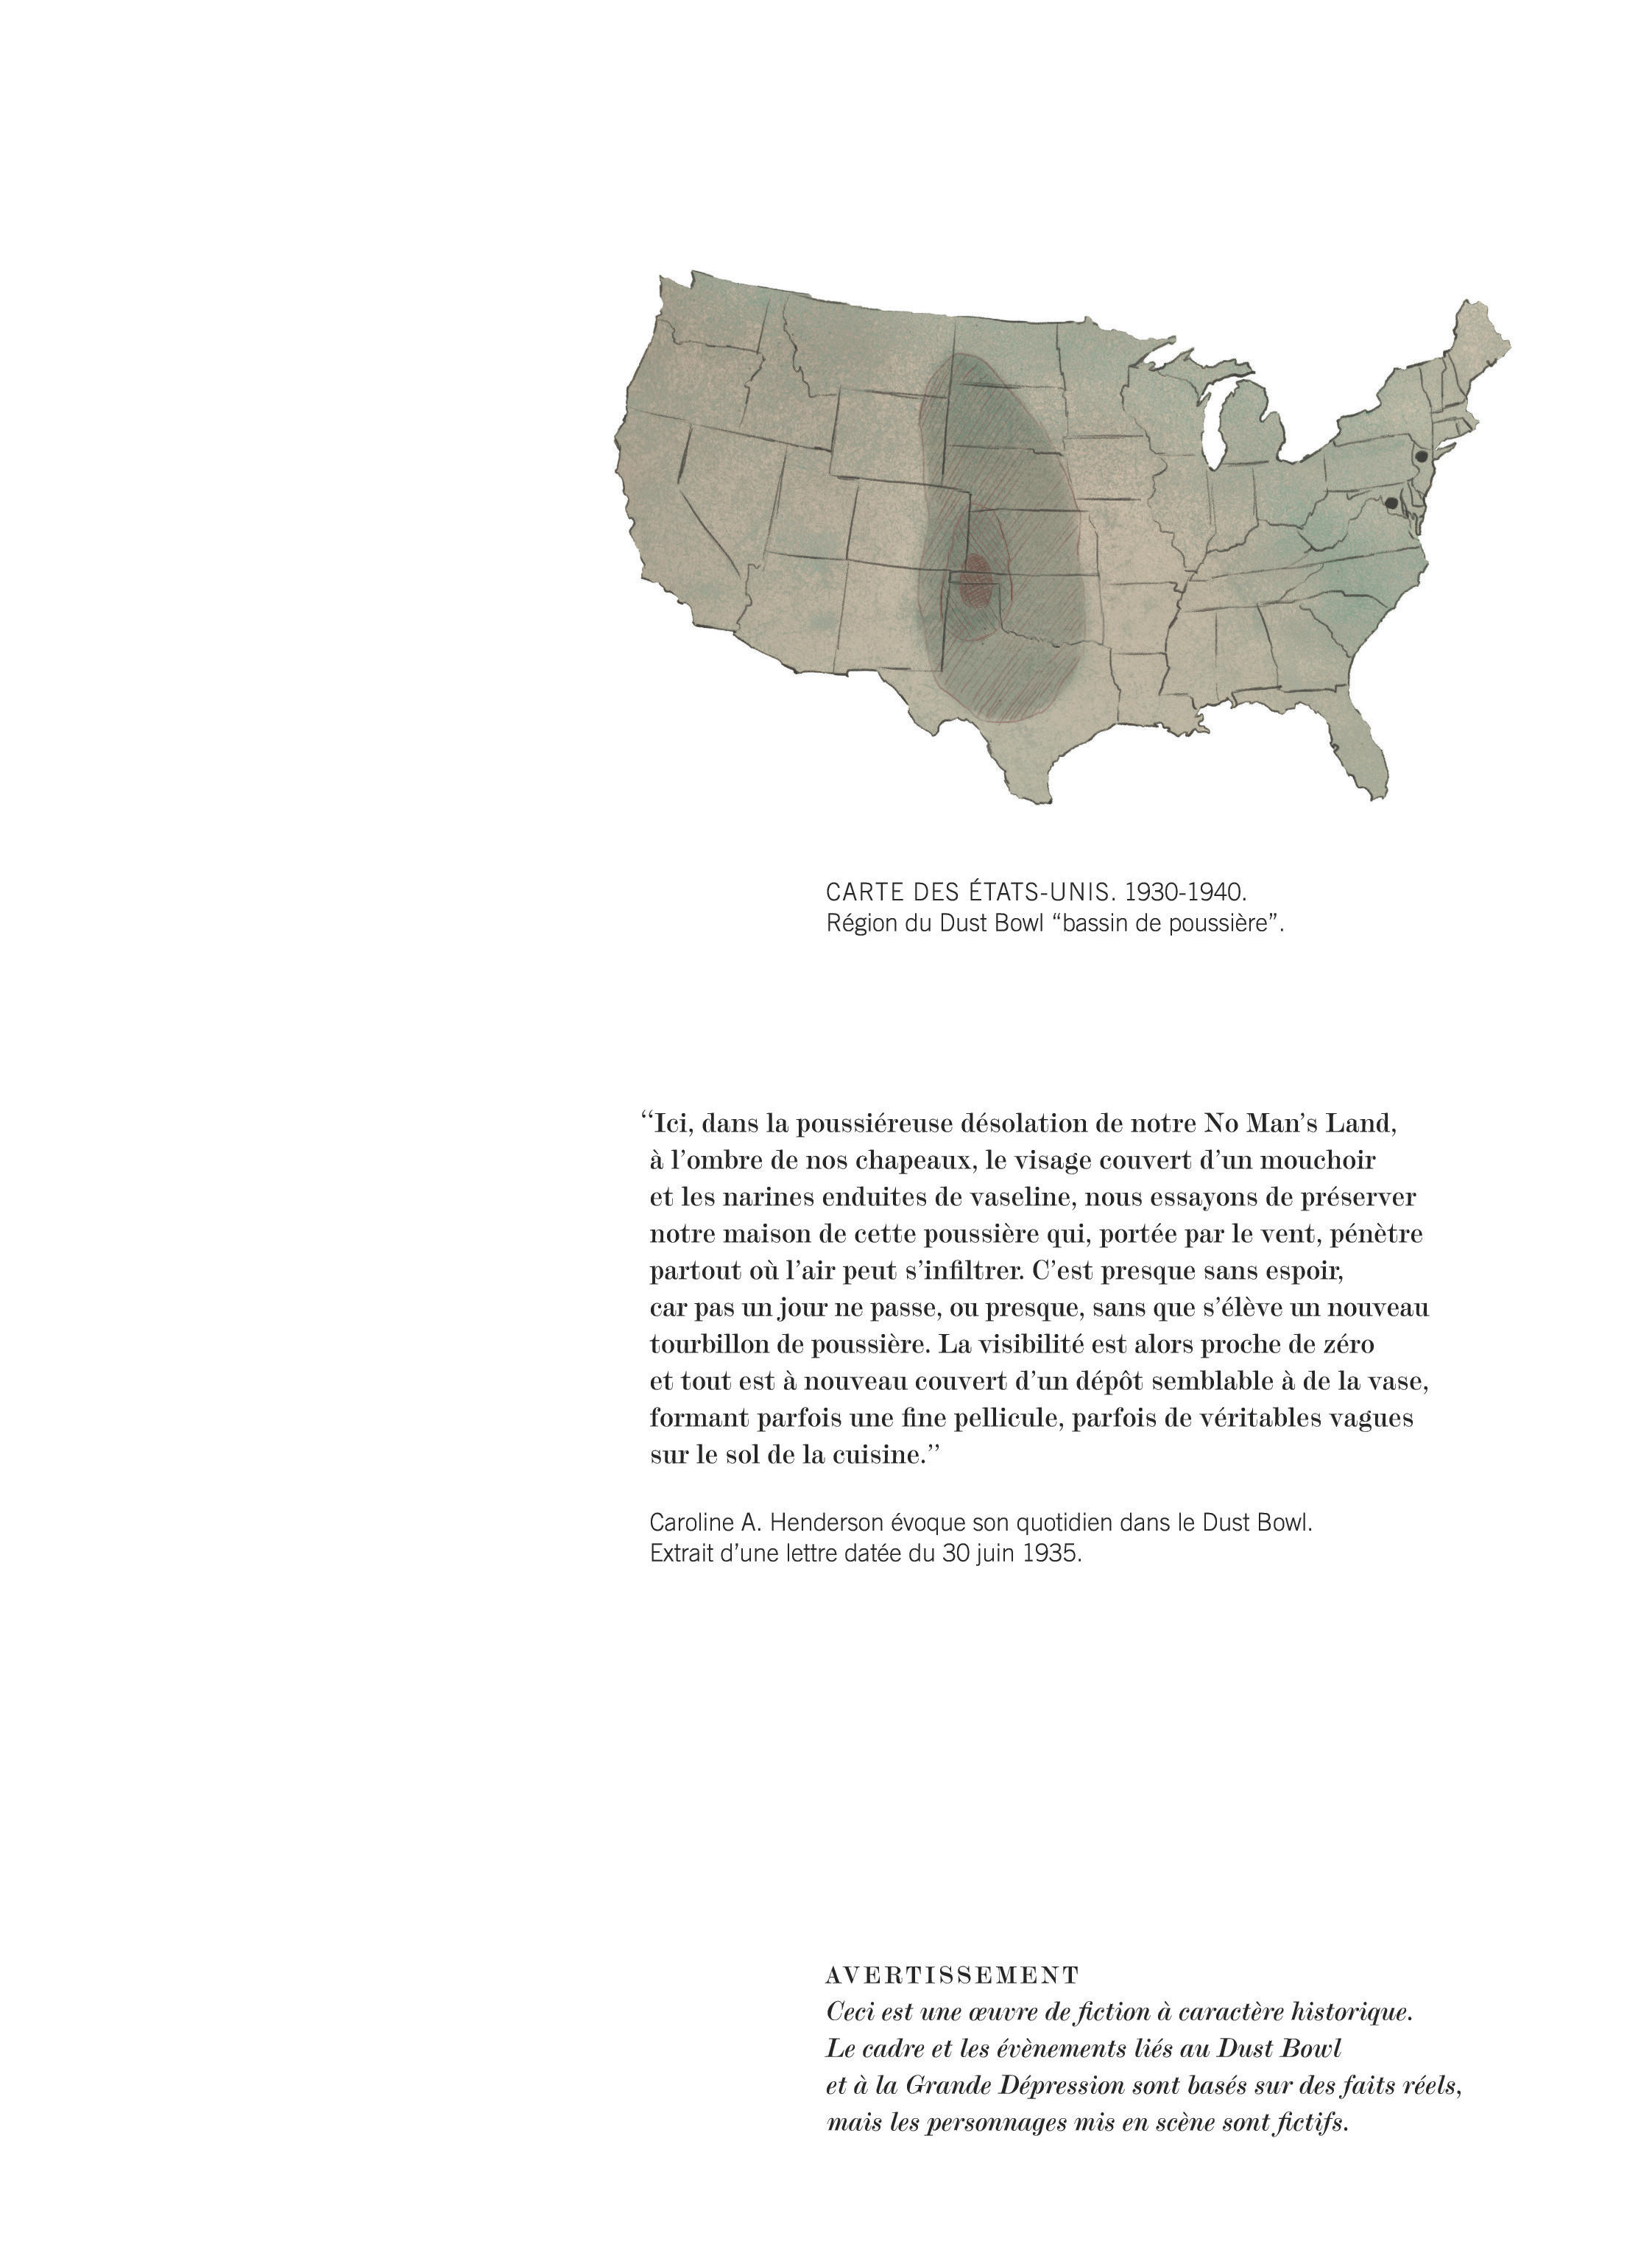 CARTE DES ÉTATS-UNIS. 1930-1940.
Région du Dust Bowl “bassin de poussière”.
“Ici, dans la poussiéreuse désolation de notre No Man’s Land,
à l’ombre de nos chapeaux, le visage couvert d’un mouchoir
et les narines enduites de vaseline, nous essayons de préserver
notre maison de cette poussière qui, portée par le vent, pénètre
partout où l’air peut s’infiltrer. C’est presque sans espoir,
car pas un jour ne passe, ou presque, sans que s’élève un nouveau
tourbillon de poussière. La visibilité est alors proche de zéro
et tout est à nouveau couvert d’un dépôt semblable à de la vase,
formant parfois une fine pellicule, parfois de véritables vagues
sur le sol de la cuisine.”
Caroline A. Henderson évoque son quotidien dans le Dust Bowl.
Extrait d’une lettre datée du 30 juin 1935.
AVERTISSEMENT
Ceci est une œuvre de fiction à caractère historique.
Le cadre et les évènements liés au Dust Bowl
et à la Grande Dépression sont basés sur des faits réels,
mais les personnages mis en scène sont fictifs.